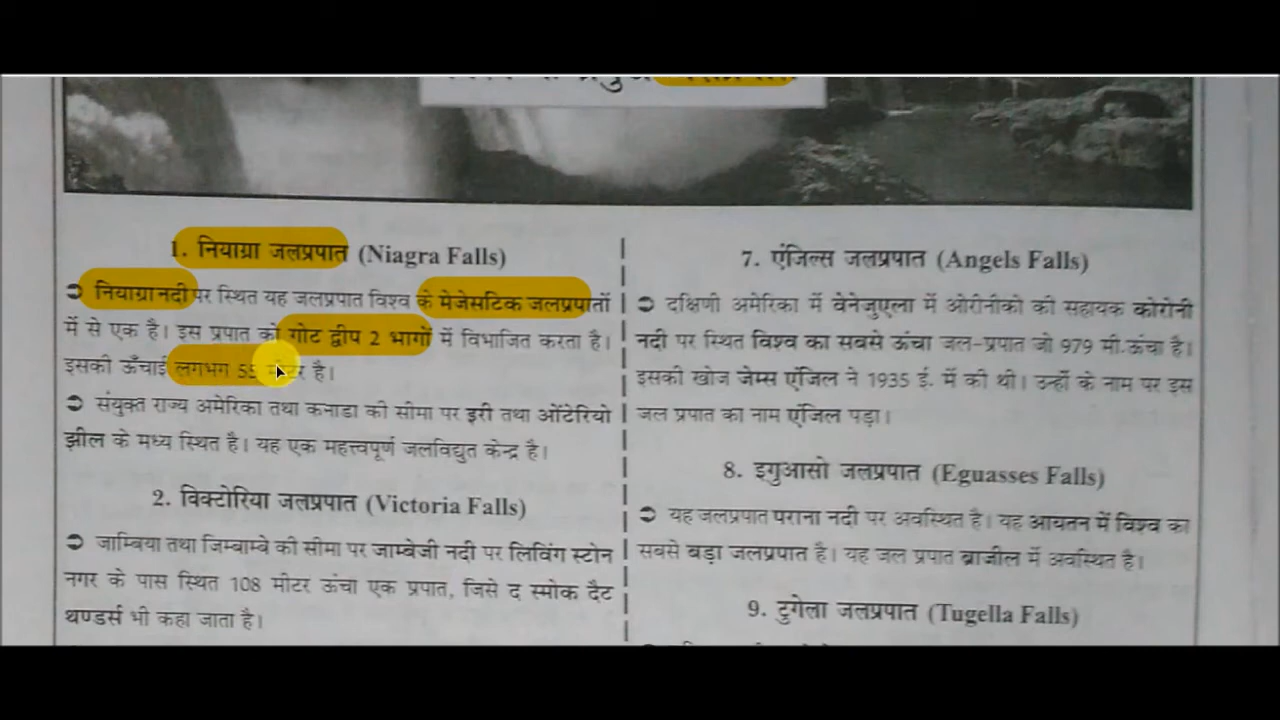 1. नियाग्रा जलप्रपात (Niagra Falls)
➲ नियाग्रा नदी पर स्थित यह जलप्रपात विश्व के मेजेसटिक जलप्रपातों
में से एक है। इस प्रपात को गोट द्वीप 2 भागों में विभाजित करता है।
इसकी ऊँचाई लगभग 55 मीटर है।
➲ संयुक्त राज्य अमेरिका तथा कनाडा की सीमा पर इरी तथा ओंटेरियो
झील के मध्य स्थित है। यह एक महत्त्वपूर्ण जलविद्युत केन्द्र है।
2. विक्टोरिया जलप्रपात (Victoria Falls)
➲ जाम्बिया तथा जिम्बाम्बे की सीमा पर जाम्बेजी नदी पर लिविंग स्टोन
नगर के पास स्थित 108 मीटर ऊंचा एक प्रपात, जिसे द स्मोक दैट
थण्डर्स भी कहा जाता है।
7. एंजिल्स जलप्रपात (Angels Falls)
➲ दक्षिणी अमेरिका में वेनेजुएला में ओरीनीको की सहायक कोरोनी
नदी पर स्थित विश्व का सबसे ऊंचा जल-प्रपात जो 979 मी.ऊंचा है।
इसकी खोज जेम्स एंजिल ने 1935 ई. में की थी। उन्हीं के नाम पर इस
जल प्रपात का नाम एंजिल पड़ा।
8. इगुआसो जलप्रपात (Eguasses Falls)
➲ यह जलप्रपात पराना नदी पर अवस्थित है। यह आयतन में विश्व का
सबसे बड़ा जलप्रपात है। यह जल प्रपात ब्राजील में अवस्थित है।
9. टुगेला जलप्रपात (Tugella Falls)